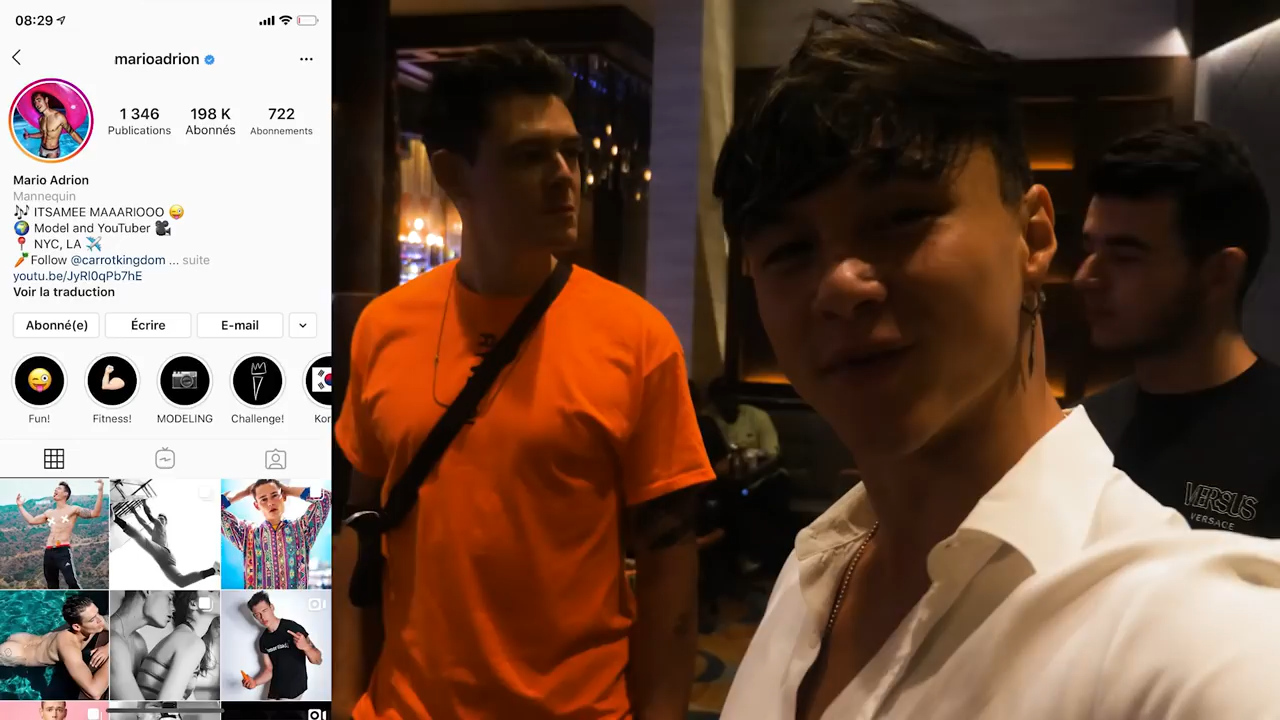 08:29
marioadrion
1 346
198 K
722
Publications
Abonnés
Abonnements
Mario Adrion
Mannequin
🎶 ITSAMEE MAAARIOOO 😜
🌍 Model and YouTuber 🎥
📍 NYC, LA ✈️
🥕Follow @carrotkingdom ... suite
youtu.be/JyRl0qPb7hE
Voir la traduction
Abonné(e)
Écrire
E-mail
Fun!
Fitness!
MODELING
Challenge!
Kor
VERSUS
VERSACE